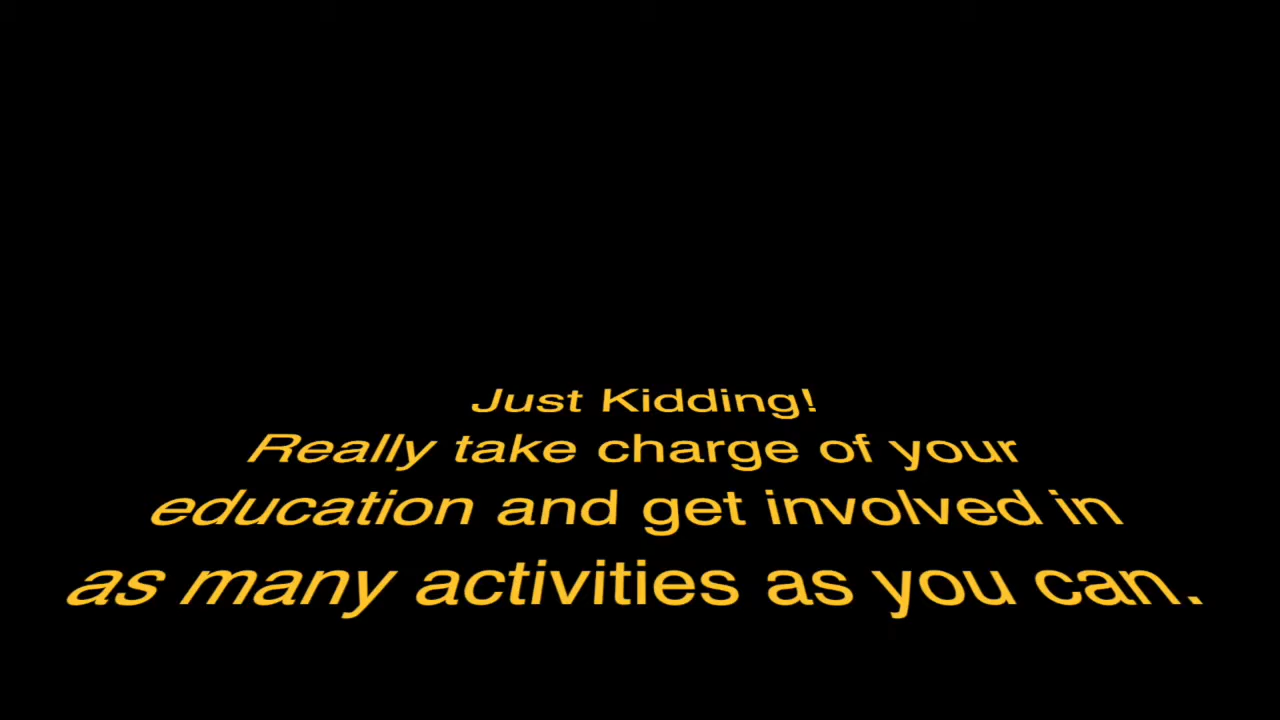 Just Kidding!
Really take charge of your
education and get involved in
as many activities as you can.